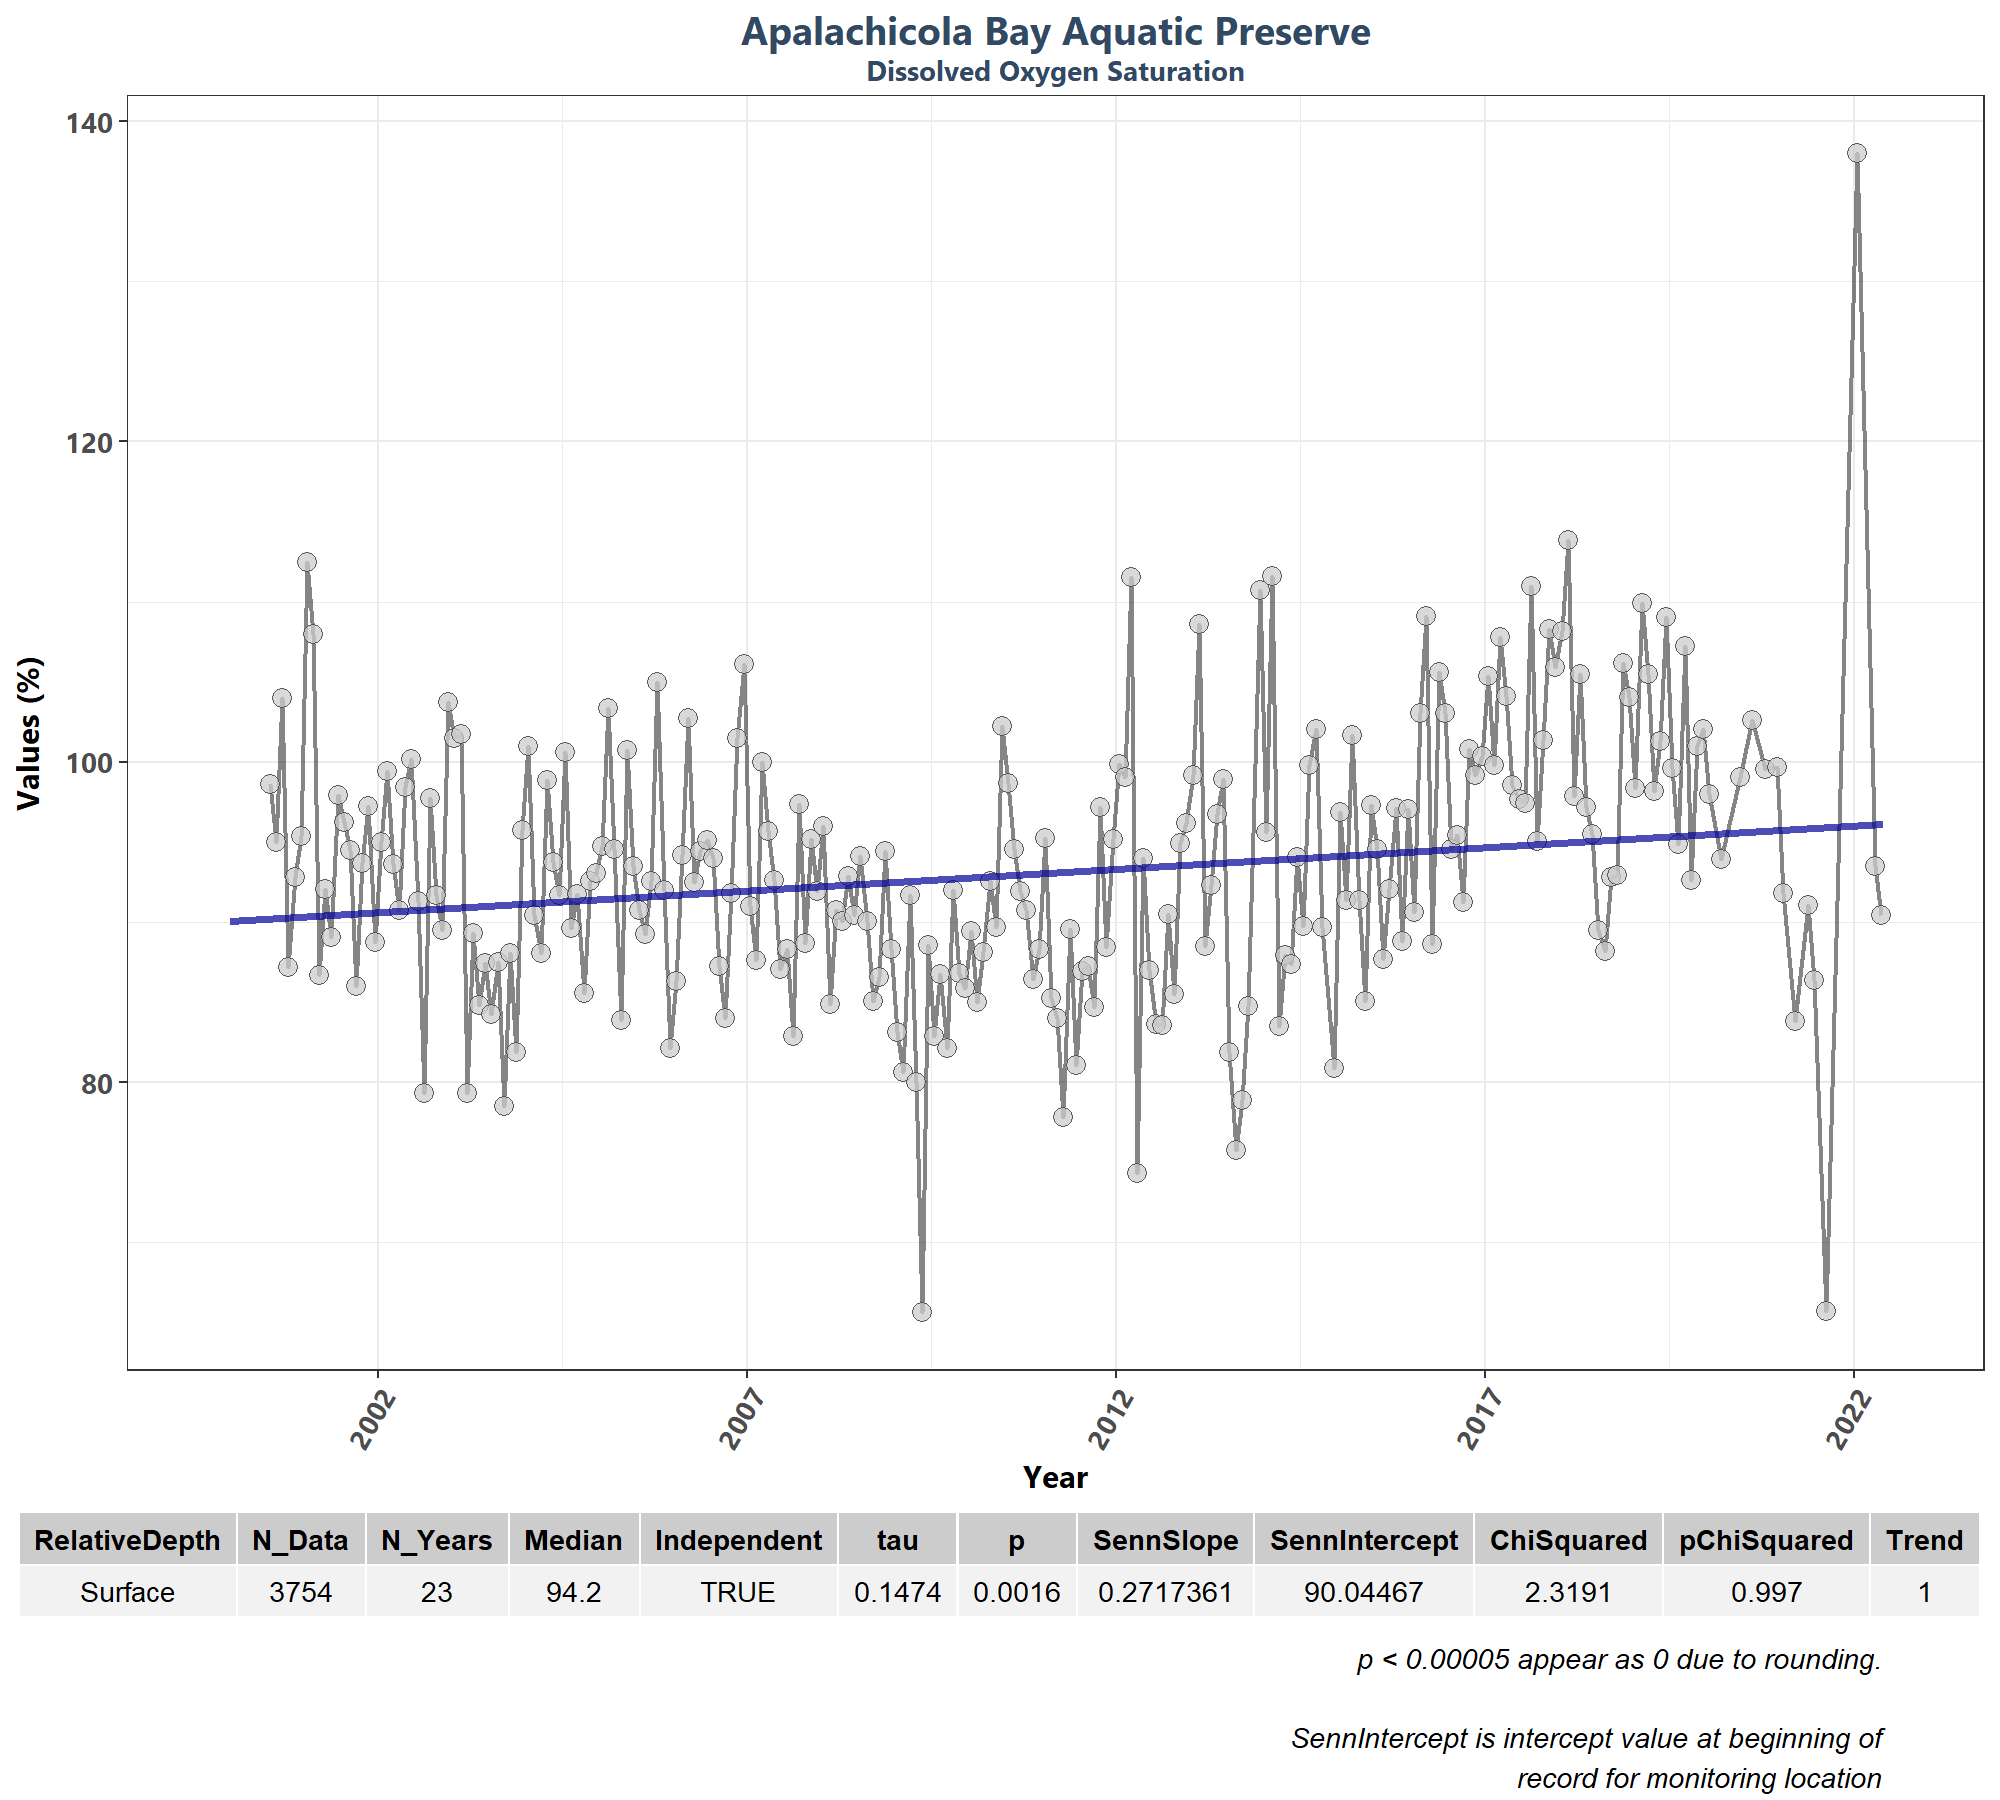 Apalachicola Bay Aquatic Preserve
Dissolved Oxygen Saturation
140
120
100
80
Values (%)
2002 2007 2012 2017 2022
Year
RelativeDepth N_Data N_Years Median Independent tau p SennSlope SennIntercept ChiSquared pChiSquared Trend
Surface 3754 23 94.2 TRUE 0.1474 0.0016 0.2717361 90.04467 2.3191 0.997 1
p < 0.00005 appear as 0 due to rounding.
SennIntercept is intercept value at beginning of
record for monitoring location